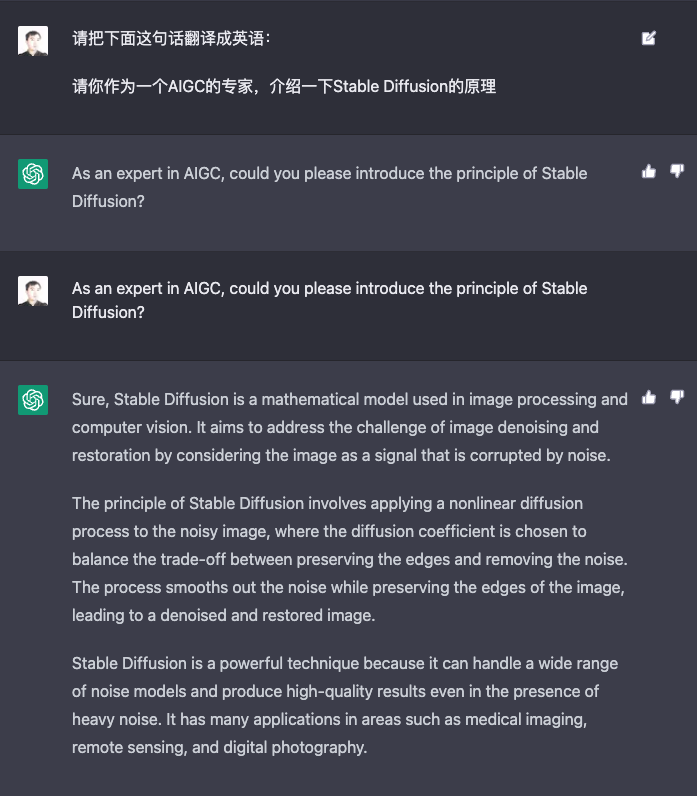 请把下面这句话翻译成英语：
请你作为一个AIGC的专家，介绍一下Stable Diffusion的原理
As an expert in AIGC, could you please introduce the principle of Stable
Diffusion?
As an expert in AIGC, could you please introduce the principle of Stable
Diffusion?
Sure, Stable Diffusion is a mathematical model used in image processing and
computer vision. It aims to address the challenge of image denoising and
restoration by considering the image as a signal that is corrupted by noise.
The principle of Stable Diffusion involves applying a nonlinear diffusion
process to the noisy image, where the diffusion coefficient is chosen to
balance the trade-off between preserving the edges and removing the noise.
The process smooths out the noise while preserving the edges of the image,
leading to a denoised and restored image.
Stable Diffusion is a powerful technique because it can handle a wide range
of noise models and produce high-quality results even in the presence of
heavy noise. It has many applications in areas such as medical imaging,
remote sensing, and digital photography.